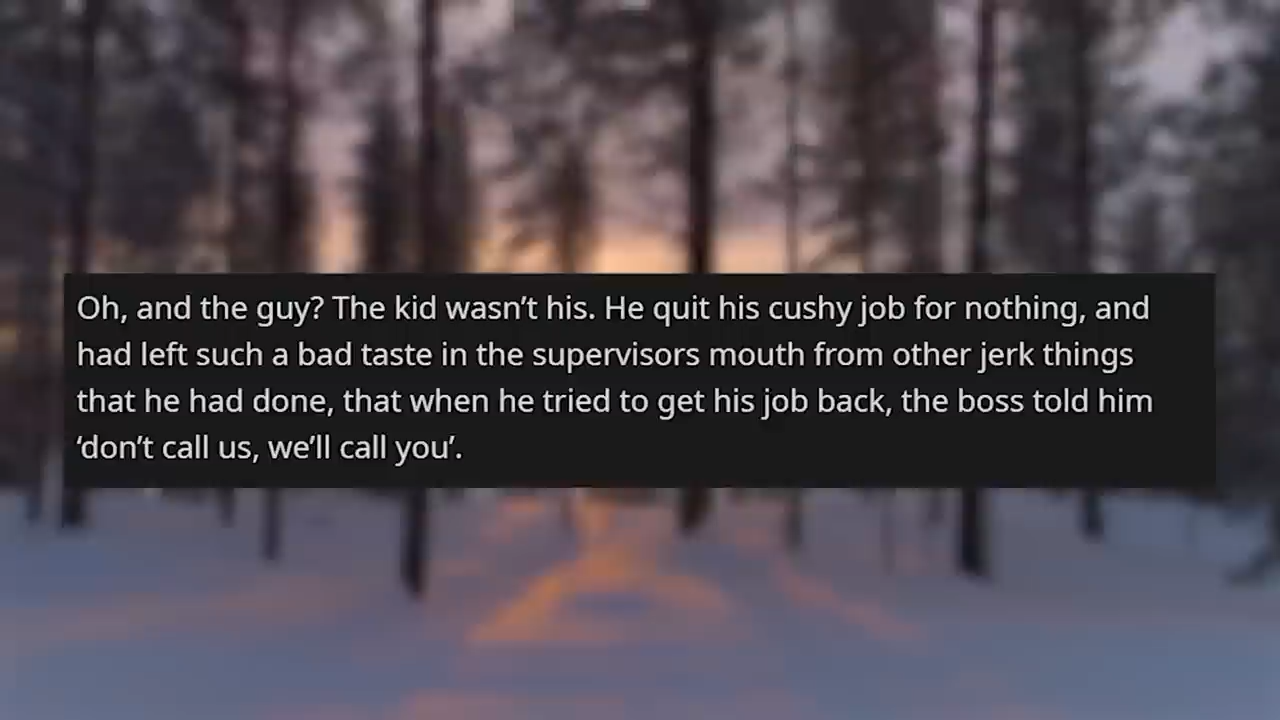 Oh, and the guy? The kid wasn’t his. He quit his cushy job for nothing, and
had left such a bad taste in the supervisors mouth from other jerk things
that he had done, that when he tried to get his job back, the boss told him
‘don’t call us, we’ll call you’.